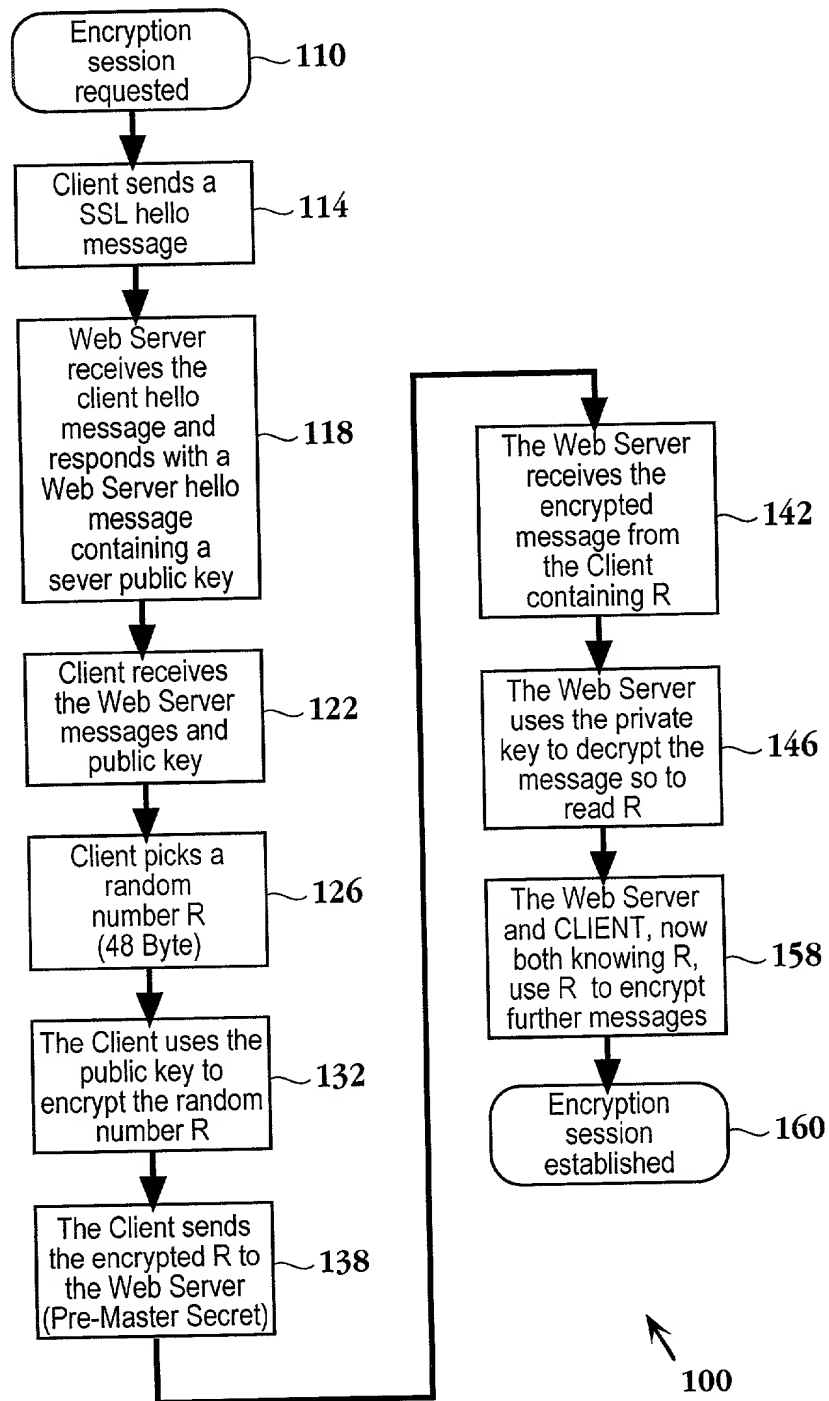 Encryption
session
requested
110
Client sends a
SSL hello
message
114
Web Server
receives the
client hello
message and
responds with a
Web Server hello
message
containing a
sever public key
118
Client receives
the Web Server
messages and
public key
122
Client picks a
random
number R
(48 Byte)
126
The Client uses the
public key to
encrypt the random
number R
132
The Client sends
the encrypted R to
the Web Server
(Pre-Master Secret)
138
The Web Server
receives the
encrypted
message from
the Client
containing R
142
The Web Server
uses the private
key to decrypt the
message so to
read R
146
The Web Server
and CLIENT, now
both knowing R,
use R to encrypt
further messages
158
Encryption
session
established
160
100